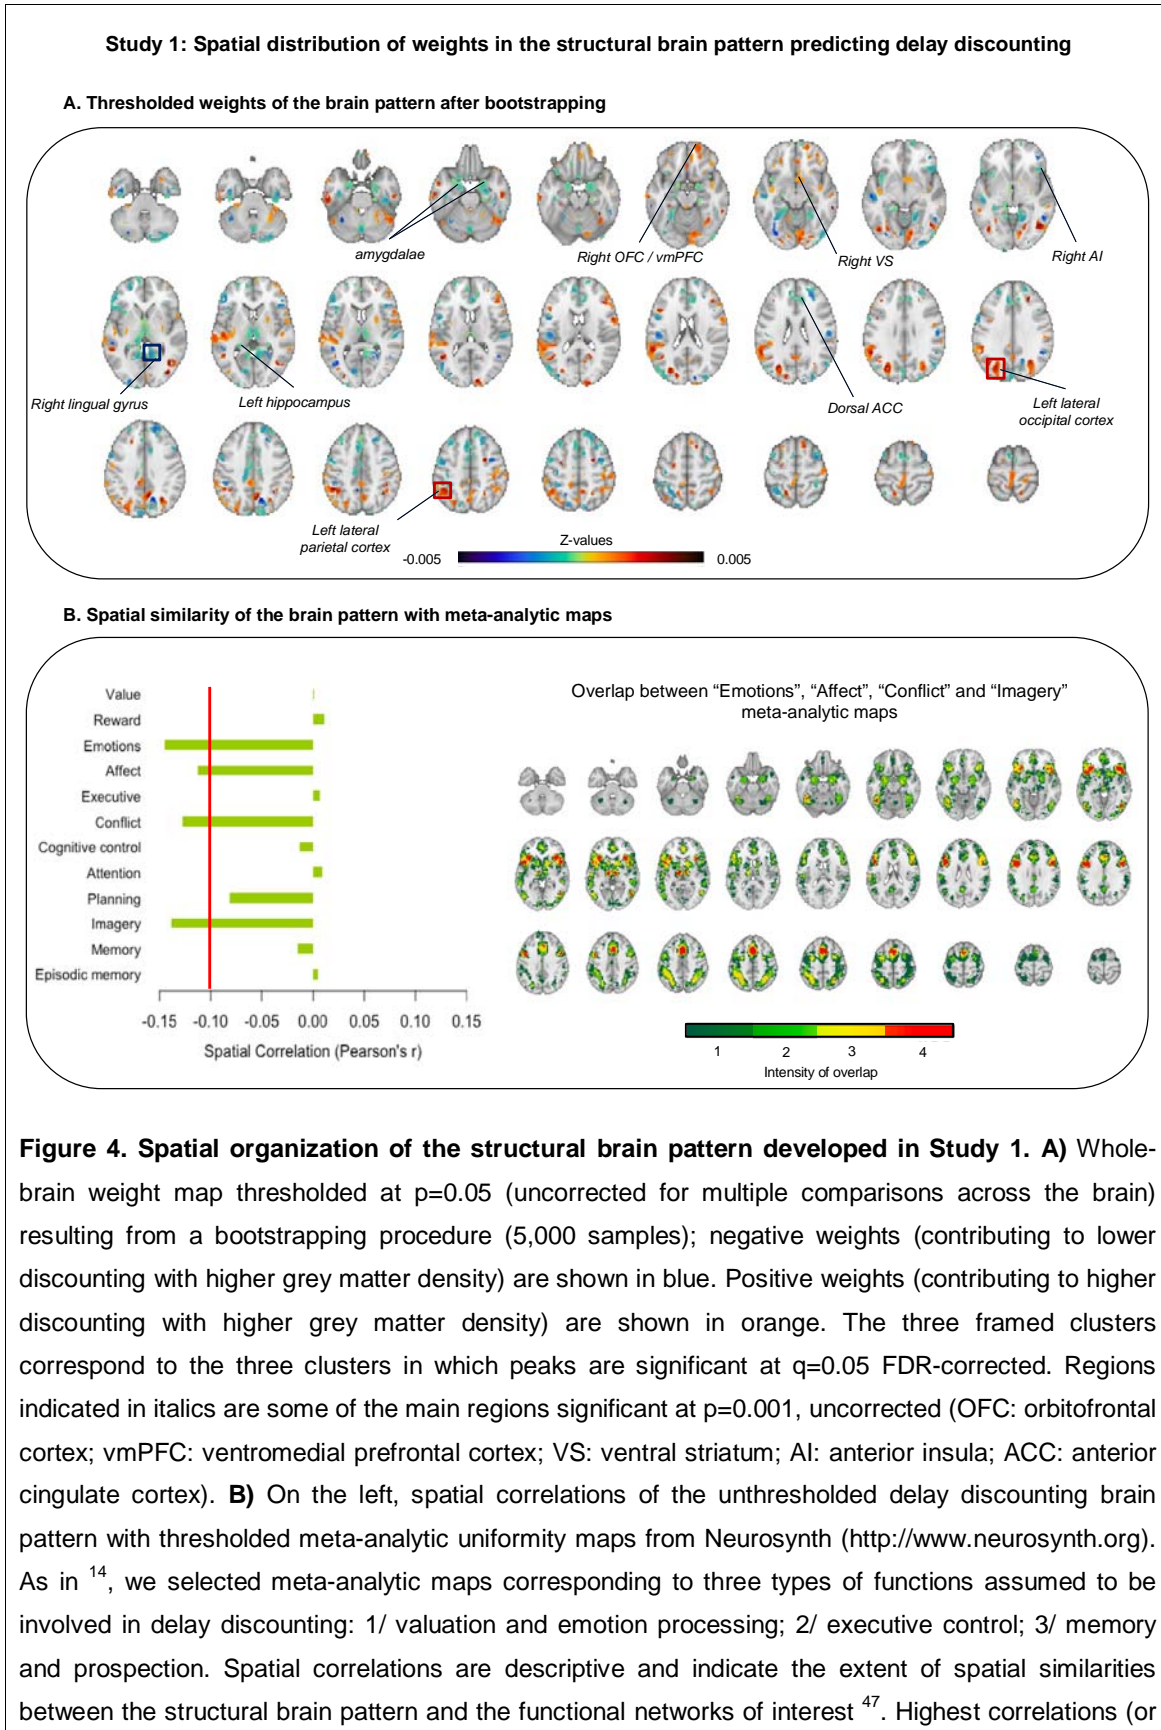 Study 1: Spatial distribution of weights in the structural brain pattern predicting delay discounting
A. Thresholded weights of the brain pattern after bootstrapping
amygdalae
Right OFC / vmPFC
Right VS
Right AI
Right lingual gyrus
Left hippocampus
Dorsal ACC
Left lateral
occipital cortex
Left lateral
parietal cortex
Z-values
-0.005
0.005
B. Spatial similarity of the brain pattern with meta-analytic maps
Value
Reward
Emotions
Affect
Executive
Conflict
Cognitive control
Attention
Planning
Imagery
Memory
Episodic memory
-0.15 -0.10 -0.05 0.00 0.05 0.10 0.15
Spatial Correlation (Pearson's r)
Overlap between “Emotions”, “Affect”, “Conflict” and “Imagery”
meta-analytic maps
1 2 3 4
Intensity of overlap
Figure 4. Spatial organization of the structural brain pattern developed in Study 1. A) Whole-
brain weight map thresholded at p=0.05 (uncorrected for multiple comparisons across the brain)
resulting from a bootstrapping procedure (5,000 samples); negative weights (contributing to lower
discounting with higher grey matter density) are shown in blue. Positive weights (contributing to higher
discounting with higher grey matter density) are shown in orange. The three framed clusters
correspond to the three clusters in which peaks are significant at q=0.05 FDR-corrected. Regions
indicated in italics are some of the main regions significant at p=0.001, uncorrected (OFC: orbitofrontal
cortex; vmPFC: ventromedial prefrontal cortex; VS: ventral striatum; AI: anterior insula; ACC: anterior
cingulate cortex). B) On the left, spatial correlations of the unthresholded delay discounting brain
pattern with thresholded meta-analytic uniformity maps from Neurosynth (http://www.neurosynth.org).
As in 14, we selected meta-analytic maps corresponding to three types of functions assumed to be
involved in delay discounting: 1/ valuation and emotion processing; 2/ executive control; 3/ memory
and prospection. Spatial correlations are descriptive and indicate the extent of spatial similarities
between the structural brain pattern and the functional networks of interest 47. Highest correlations (or